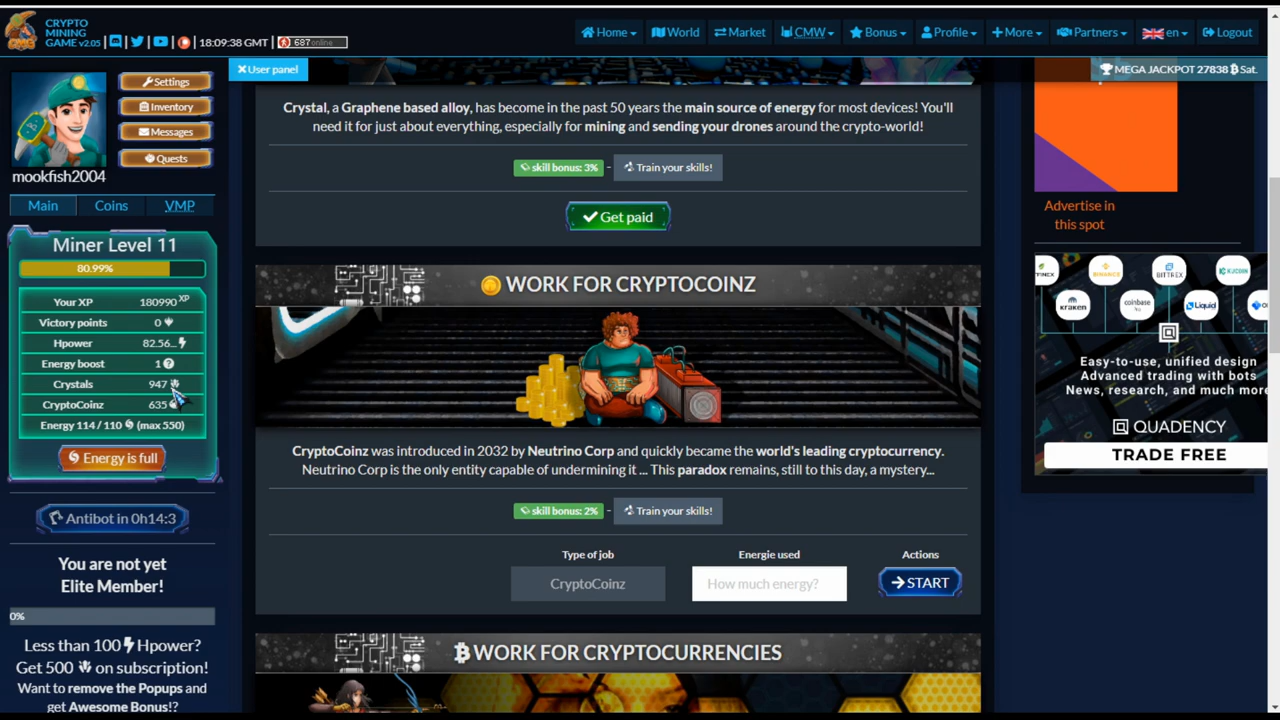 CRYPTO
MINING
GAME v2.05
18:09:38 GMT
687 online
Home
World
Market
CMW
Bonus
Profile
More
Partners
en
Logout
User panel
MEGA JACKPOT 27838 ₿ Sat.
Settings
Inventory
Messages
Quests
mookfish2004
Main
Coins
VMP
Miner Level 11
80.99%
Your XP 180990 XP
Victory points 0
Hpower 82.56...
Energy boost 1
Crystals 947
CryptoCoinz 635
Energy 114 / 110 (max 550)
Energy is full
Antibot in 0h14:3
You are not yet
Elite Member!
0%
Less than 100 Hpower?
Get 500 on subscription!
Want to remove the Popups and
get Awesome Bonus!?
Crystal, a Graphene based alloy, has become in the past 50 years the main source of energy for most devices! You'll
need it for just about everything, especially for mining and sending your drones around the crypto-world!
skill bonus: 3% - Train your skills!
Get paid
WORK FOR CRYPTOCOINZ
CryptoCoinz was introduced in 2032 by Neutrino Corp and quickly became the world's leading cryptocurrency.
Neutrino Corp is the only entity capable of undermining it ... This paradox remains, still to this day, a mystery...
skill bonus: 2% - Train your skills!
Type of job Energie used Actions
CryptoCoinz How much energy? START
₿ WORK FOR CRYPTOCURRENCIES
Advertise in
this spot
BINANCE
BITTREX
KUCOIN
kraken
coinbase
Liquid
Easy-to-use, unified design
Advanced trading with bots
News, research, and much more
QUADENCY
TRADE FREE